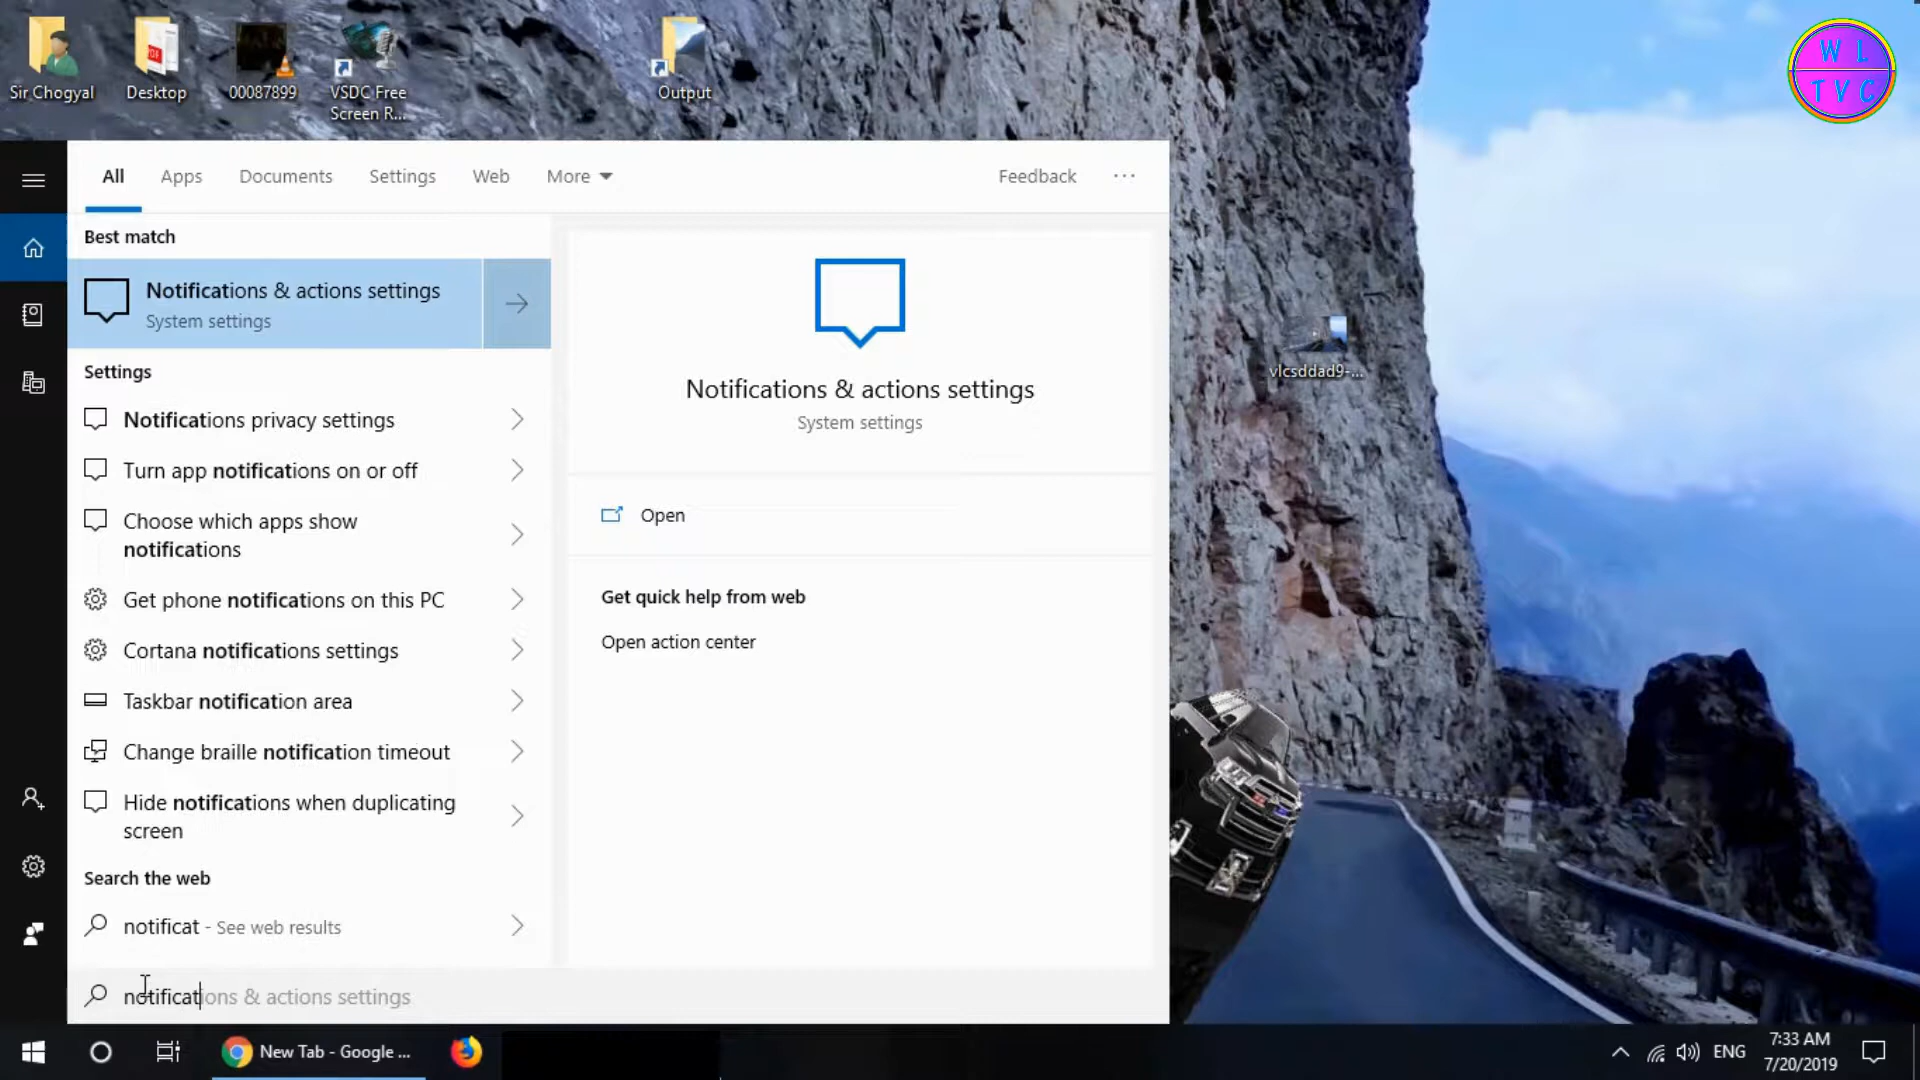 Sir Chogyal
Desktop
00087899
VSDC Free
Screen R...
Output
W L
T V C
All
Apps
Documents
Settings
Web
More
Feedback
Best match
Notifications & actions settings
System settings
Settings
Notifications privacy settings
Turn app notifications on or off
Choose which apps show
notifications
Get phone notifications on this PC
Cortana notifications settings
Taskbar notification area
Change braille notification timeout
Hide notifications when duplicating
screen
Search the web
notificat - See web results
notifications & actions settings
Notifications & actions settings
System settings
Open
Get quick help from web
Open action center
vlcsddad9-...
New Tab - Google ...
ENG
7:33 AM
7/20/2019